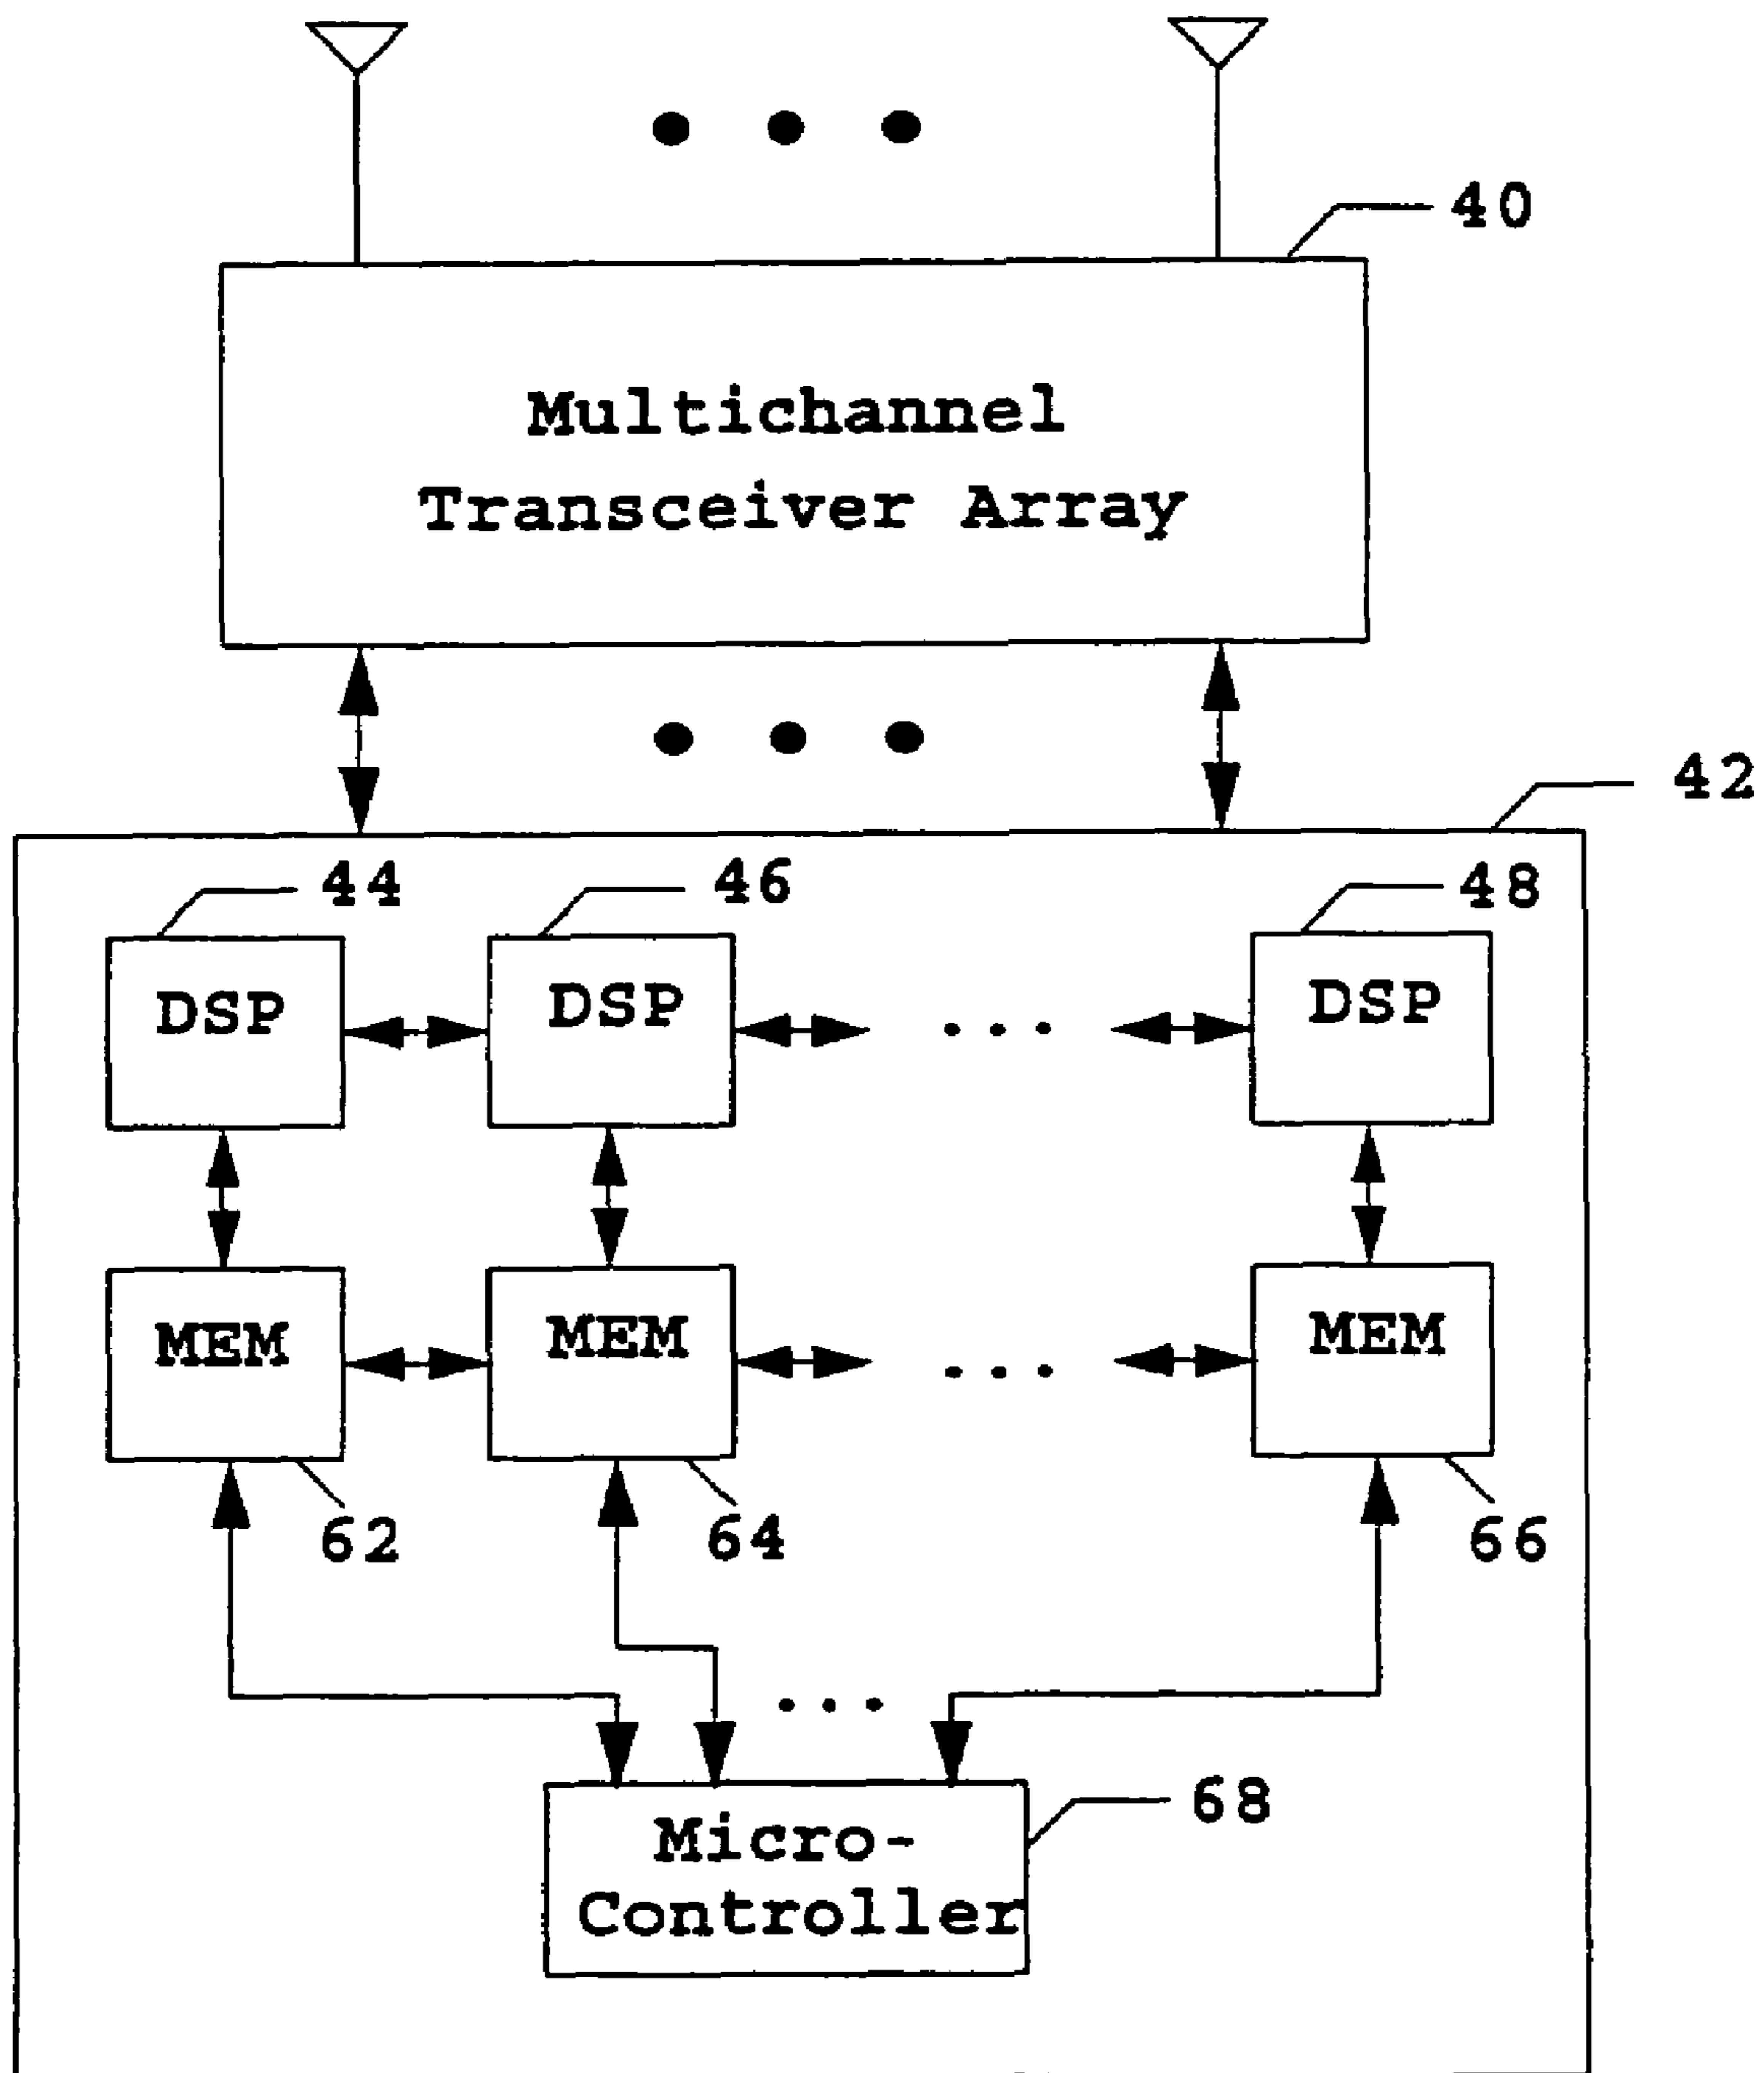 40
Multichannel
Transceiver Array
42
44 46 48
DSP DSP ... DSP
MEM MEM ... MEM
62 64 66
...
Micro-
Controller
68